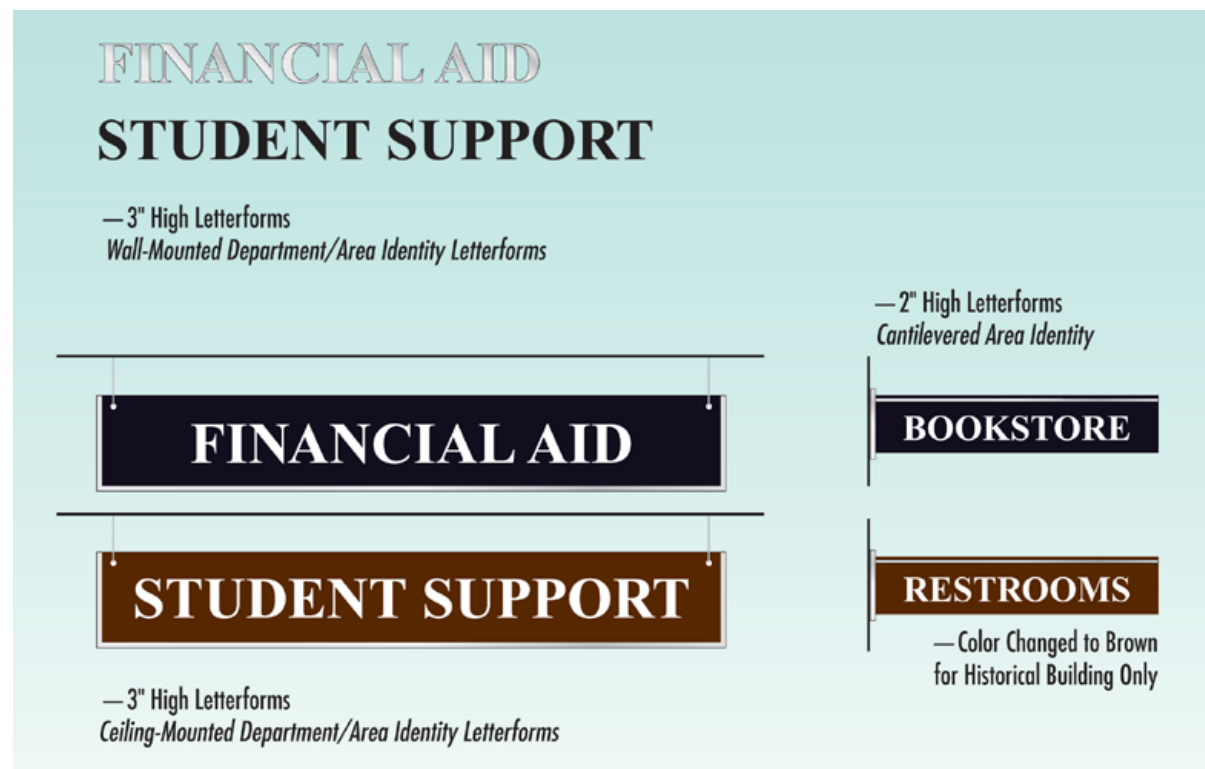 FINANCIAL AID
STUDENT SUPPORT
—3" High Letterforms
Wall-Mounted Department/Area Identity Letterforms
—2" High Letterforms
Cantilevered Area Identity
FINANCIAL AID
BOOKSTORE
STUDENT SUPPORT
RESTROOMS
—Color Changed to Brown
for Historical Building Only
—3" High Letterforms
Ceiling-Mounted Department/Area Identity Letterforms